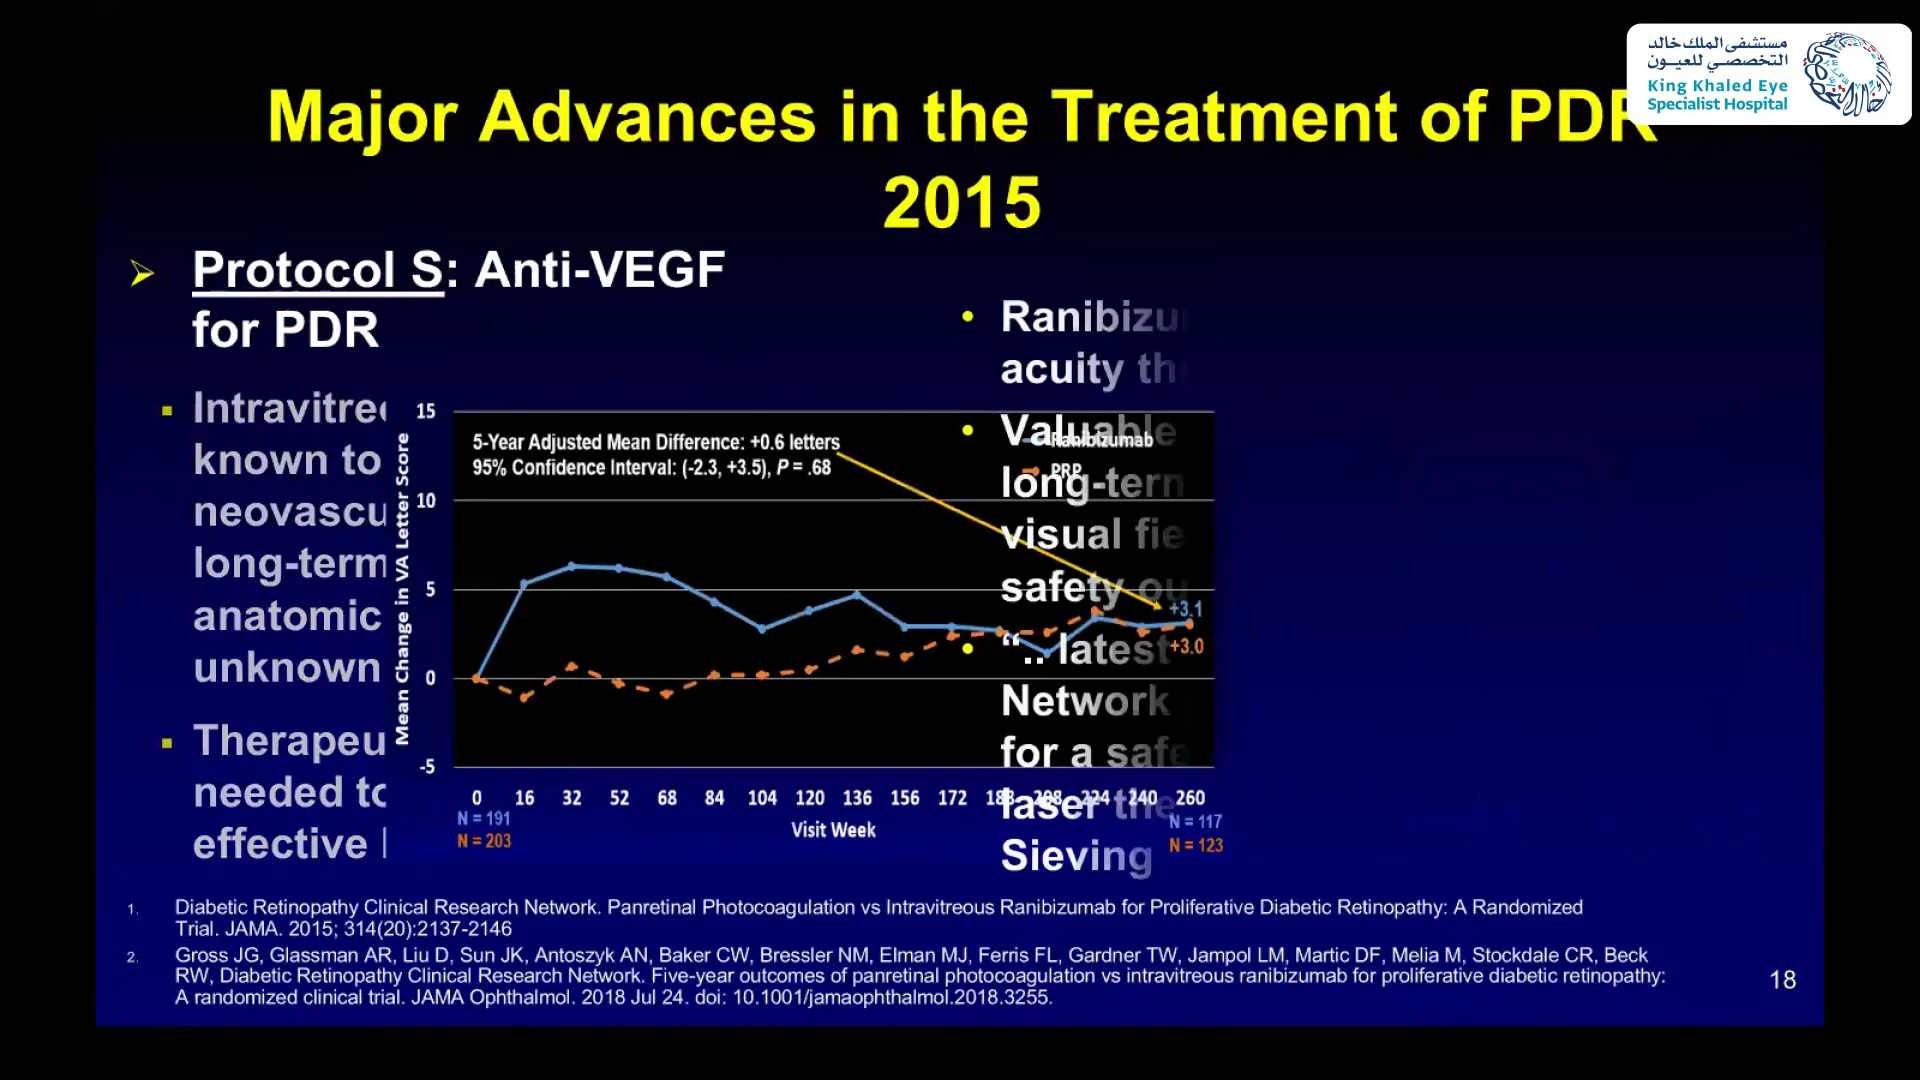 مستشفى الملك خالد
التخصصي للعيون
King Khaled Eye
Specialist Hospital
Major Advances in the Treatment of PDR
2015
Protocol S: Anti-VEGF
for PDR
known to
long-term
anatomic
unknown
needed to
effective
acuity
Valuable
long-term
visual
safety
“.. latest
Network
for a
laser
Sieving
15
10
5
0
-5
Mean Change in VA Letter Score
5-Year Adjusted Mean Difference: +0.6 letters
95% Confidence Interval: (-2.3, +3.5), P = .68
Ranibizumab
PRP
+3.1
+3.0
0 16 32 52 68 84 104 120 136 156 172 188 208 224 240 260
N = 191
N = 203
Visit Week
N = 117
N = 123
1. Diabetic Retinopathy Clinical Research Network. Panretinal Photocoagulation vs Intravitreous Ranibizumab for Proliferative Diabetic Retinopathy: A Randomized
Trial. JAMA. 2015; 314(20):2137-2146
2. Gross JG, Glassman AR, Liu D, Sun JK, Antoszyk AN, Baker CW, Bressler NM, Elman MJ, Ferris FL, Gardner TW, Jampol LM, Martic DF, Melia M, Stockdale CR, Beck
RW, Diabetic Retinopathy Clinical Research Network. Five-year outcomes of panretinal photocoagulation vs intravitreous ranibizumab for proliferative diabetic retinopathy:
A randomized clinical trial. JAMA Ophthalmol. 2018 Jul 24. doi: 10.1001/jamaophthalmol.2018.3255.
18